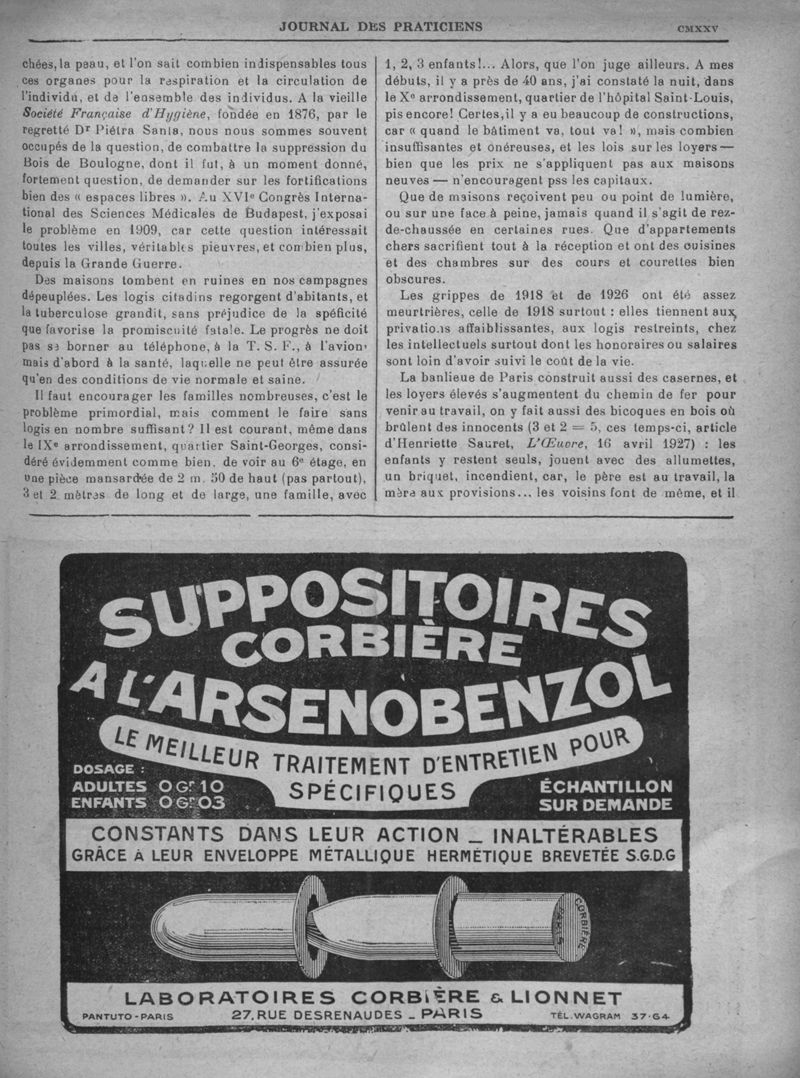 JOURNAL DES PRATICIENS
CMXXV
chées, la peau, et l'on sait combien indispensables tous
ces organes pour la respiration et la circulation de
l'individu, et de l'ensemble des individus. A la vieille
Société Française d'Hygiène, fondée en 1876, par le
regretté Dr Piétra Santa, nous nous sommes souvent
occupés de la question, de combattre la suppression du
Bois de Boulogne, dont il fut, à un moment donné,
fortement question, de demander sur les fortifications
bien des « espaces libres ». Au XVIe Congrès Interna-
tional des Sciences Médicales de Budapest, j'exposai
le problème en 1909, car cette question intéressait
toutes les villes, véritables pieuvres, et combien plus,
depuis la Grande Guerre.
Des maisons tombent en ruines en nos campagnes
dépeuplées. Les logis citadins regorgent d'abitants, et
la tuberculose grandit, sans préjudice de la spéficité
que favorise la promiscuité fatale. Le progrès ne doit
pas se borner au téléphone, à la T. S. F., à l'avion,
mais d'abord à la santé, laquelle ne peut être assurée
qu'en des conditions de vie normale et saine.
Il faut encourager les familles nombreuses, c'est le
problème primordial, mais comment le faire sans
logis en nombre suffisant ? Il est courant, même dans
le IXe arrondissement, quartier Saint-Georges, consi-
déré évidemment comme bien, de voir au 6e étage, en
une pièce mansardée de 2 m. 50 de haut (pas partout),
3 et 2 mètres de long et de large, une famille, avec
1, 2, 3 enfants!... Alors, que l'on juge ailleurs. A mes
débuts, il y a près de 40 ans, j'ai constaté la nuit, dans
le Xe arrondissement, quartier de l'hôpital Saint-Louis,
pis encore! Certes, il y a eu beaucoup de constructions,
car « quand le bâtiment va, tout va! », mais combien
insuffisantes et onéreuses, et les lois sur les loyers —
bien que les prix ne s'appliquent pas aux maisons
neuves — n'encouragent pss les capitaux.
Que de maisons reçoivent peu ou point de lumière,
ou sur une face à peine, jamais quand il s'agit de rez-
de-chaussée en certaines rues. Que d'appartements
chers sacrifient tout à la réception et ont des cuisines
et des chambres sur des cours et courettes bien
obscures.
Les grippes de 1918 et de 1926 ont été assez
meurtrières, celle de 1918 surtout : elles tiennent aux
privations affaiblissantes, aux logis restreints, chez
les intellectuels surtout dont les honoraires ou salaires
sont loin d'avoir suivi le coût de la vie.
La banlieue de Paris construit aussi des casernes, et
les loyers élevés s'augmentent du chemin de fer pour
venir au travail, on y fait aussi des bicoques en bois où
brûlent des innocents (3 et 2 = 5, ces temps-ci, article
d'Henriette Sauret, L'Œuvre, 16 avril 1927) : les
enfants y restent seuls, jouent avec des allumettes,
un briquet, incendient, car, le père est au travail, la
mère aux provisions... les voisins font de même, et il
SUPPOSITOIRES
CORBIÈRE
A L'ARSENOBENZOL
LE MEILLEUR TRAITEMENT D'ENTRETIEN POUR
SPÉCIFIQUES
DOSAGE :
ADULTES 0 Gr 10
ENFANTS 0 Gr 03
ÉCHANTILLON
SUR DEMANDE
CONSTANTS DANS LEUR ACTION _ INALTÉRABLES
GRÂCE A LEUR ENVELOPPE MÉTALLIQUE HERMÉTIQUE BREVETÉE S.G.D.G
CORBIÈRE
PARIS
LABORATOIRES CORBIÈRE & LIONNET
PANTUTO - PARIS
27, RUE DESRENAUDES _ PARIS
TÉL. WAGRAM 37-64